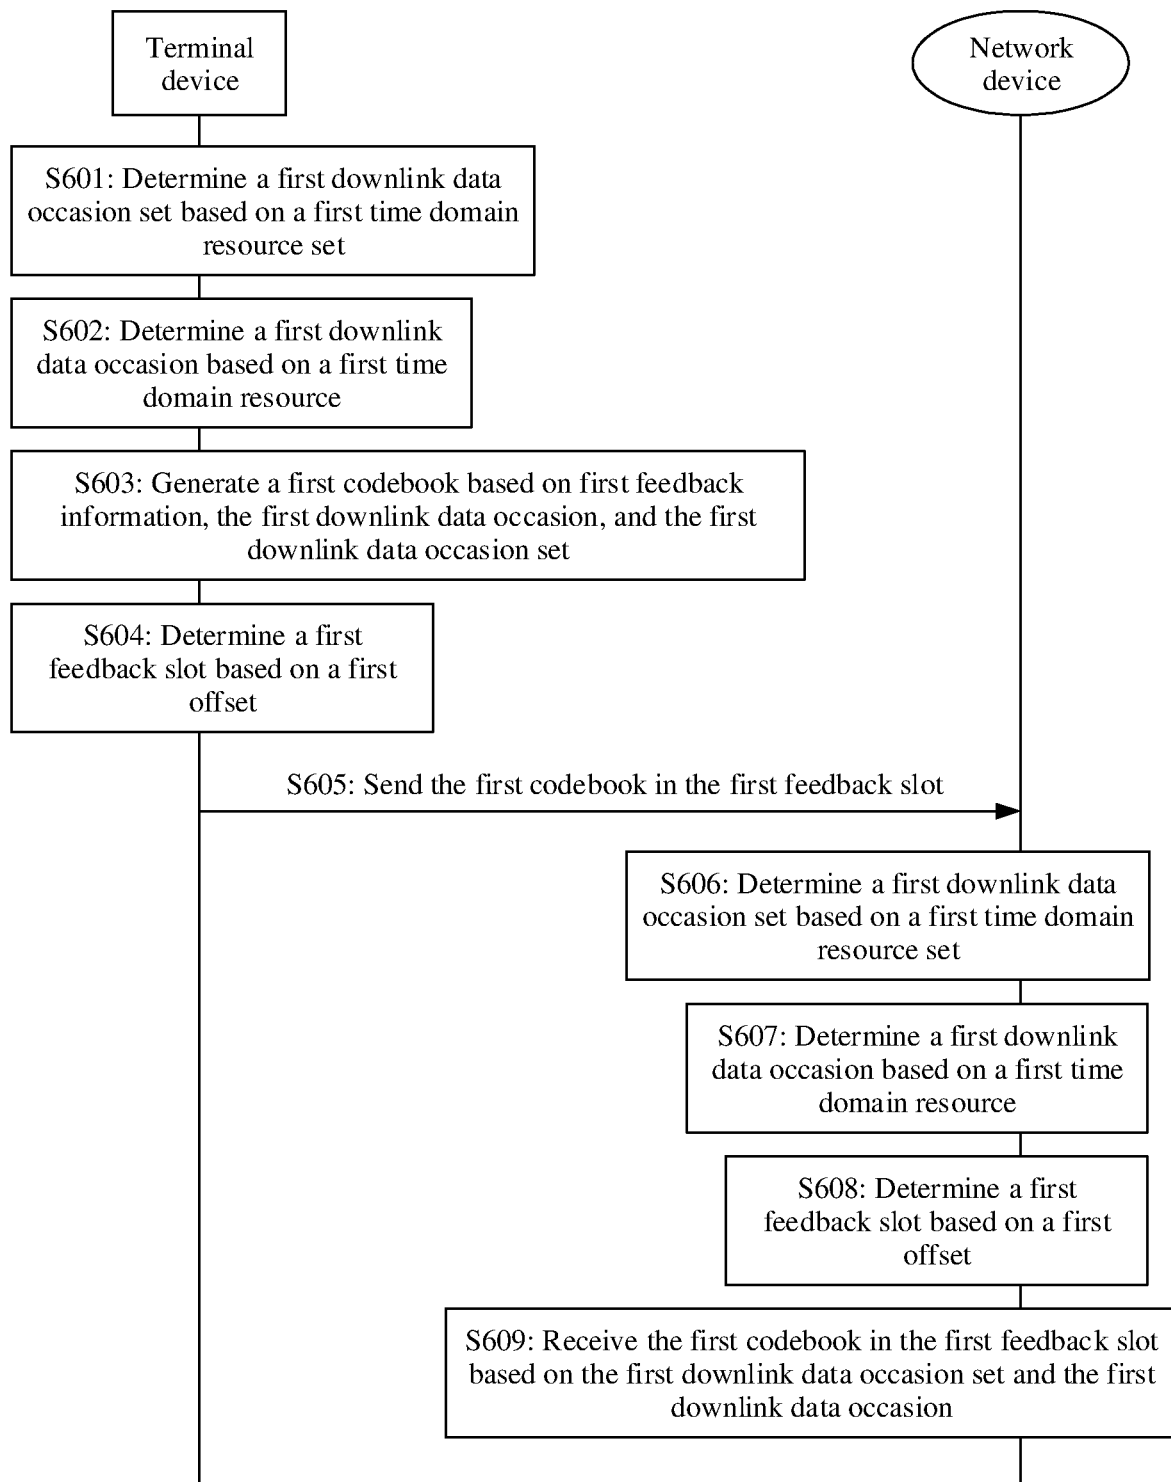 Terminal
device
Network
device
S601: Determine a first downlink data
occasion set based on a first time domain
resource set
S602: Determine a first downlink
data occasion based on a first time
domain resource
S603: Generate a first codebook based on first feedback
information, the first downlink data occasion, and the first
downlink data occasion set
S604: Determine a first
feedback slot based on a first
offset
S605: Send the first codebook in the first feedback slot
S606: Determine a first downlink data
occasion set based on a first time domain
resource set
S607: Determine a first downlink
data occasion based on a first time
domain resource
S608: Determine a first
feedback slot based on a first
offset
S609: Receive the first codebook in the first feedback slot
based on the first downlink data occasion set and the first
downlink data occasion